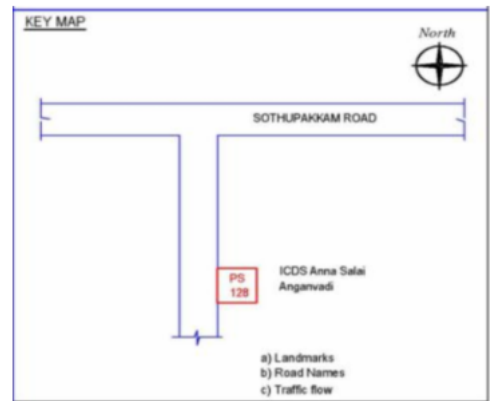 KEY MAP
North
SOTHUPAKKAM ROAD
PS
128
ICDS Anna Salai
Anganvadi
a) Landmarks
b) Road Names
c) Traffic flow